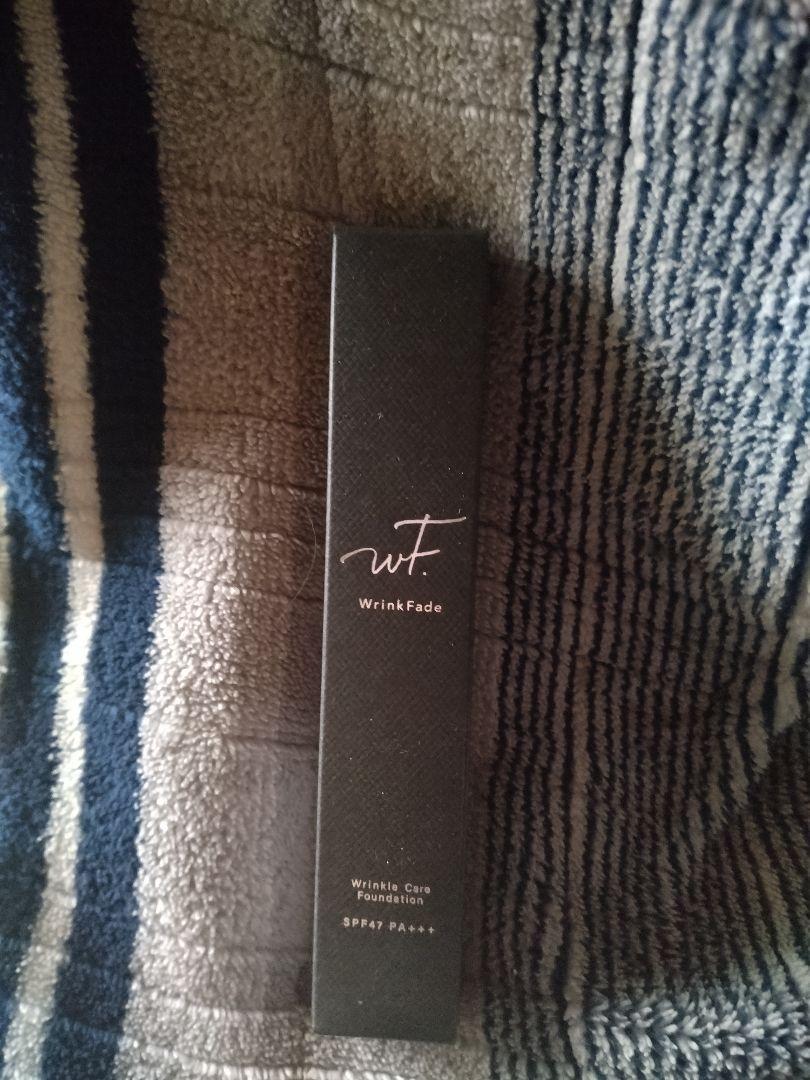 wF.
WrinkFade
Wrinkle Care
Foundation
SPF47 PA+++